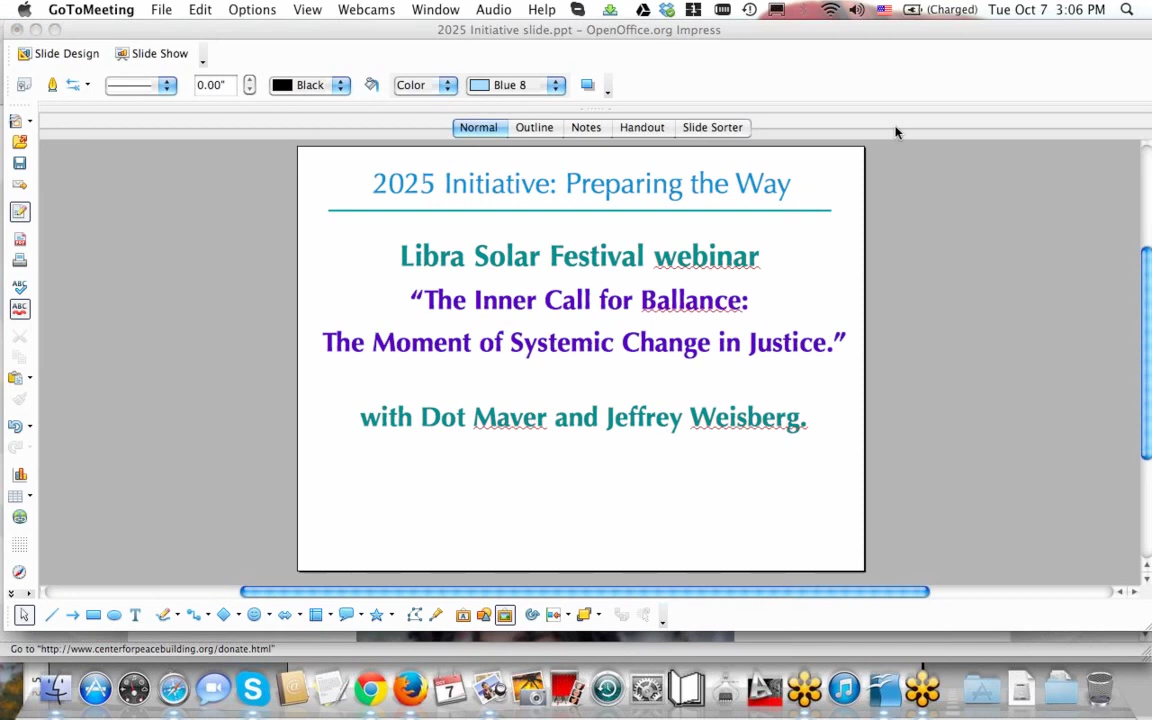 GoToMeeting File Edit Options View Webcams Window Audio Help (Charged) Tue Oct 7 3:06 PM
2025 Initiative slide.ppt – OpenOffice.org Impress
Slide Design Slide Show
0.00" Black Color Blue 8
Normal Outline Notes Handout Slide Sorter
2025 Initiative: Preparing the Way
Libra Solar Festival webinar
“The Inner Call for Ballance:
The Moment of Systemic Change in Justice.”
with Dot Maver and Jeffrey Weisberg.
Go to "http://www.centerforpeacebuilding.org/donate.html"